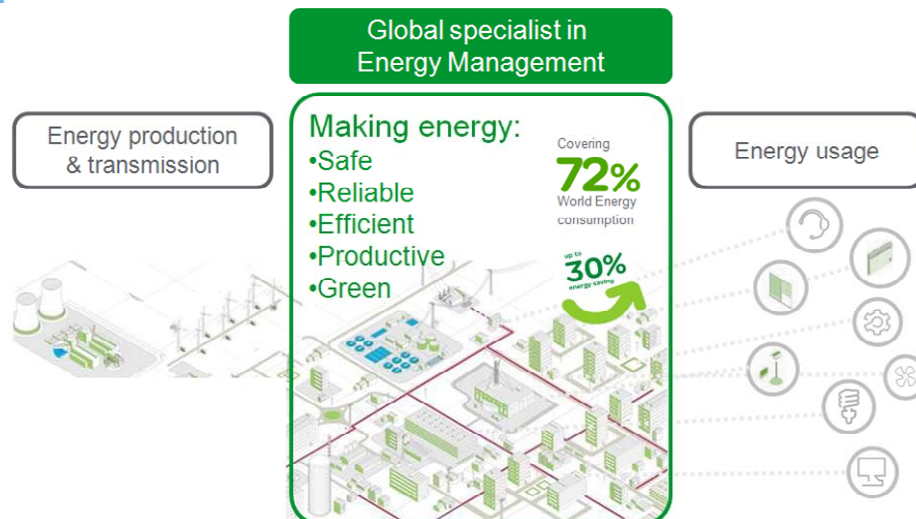 Global specialist in
Energy Management
Energy production
& transmission
Making energy:
•Safe
•Reliable
•Efficient
•Productive
•Green
Covering
72%
World Energy
consumption
up to
30%
energy saving
Energy usage